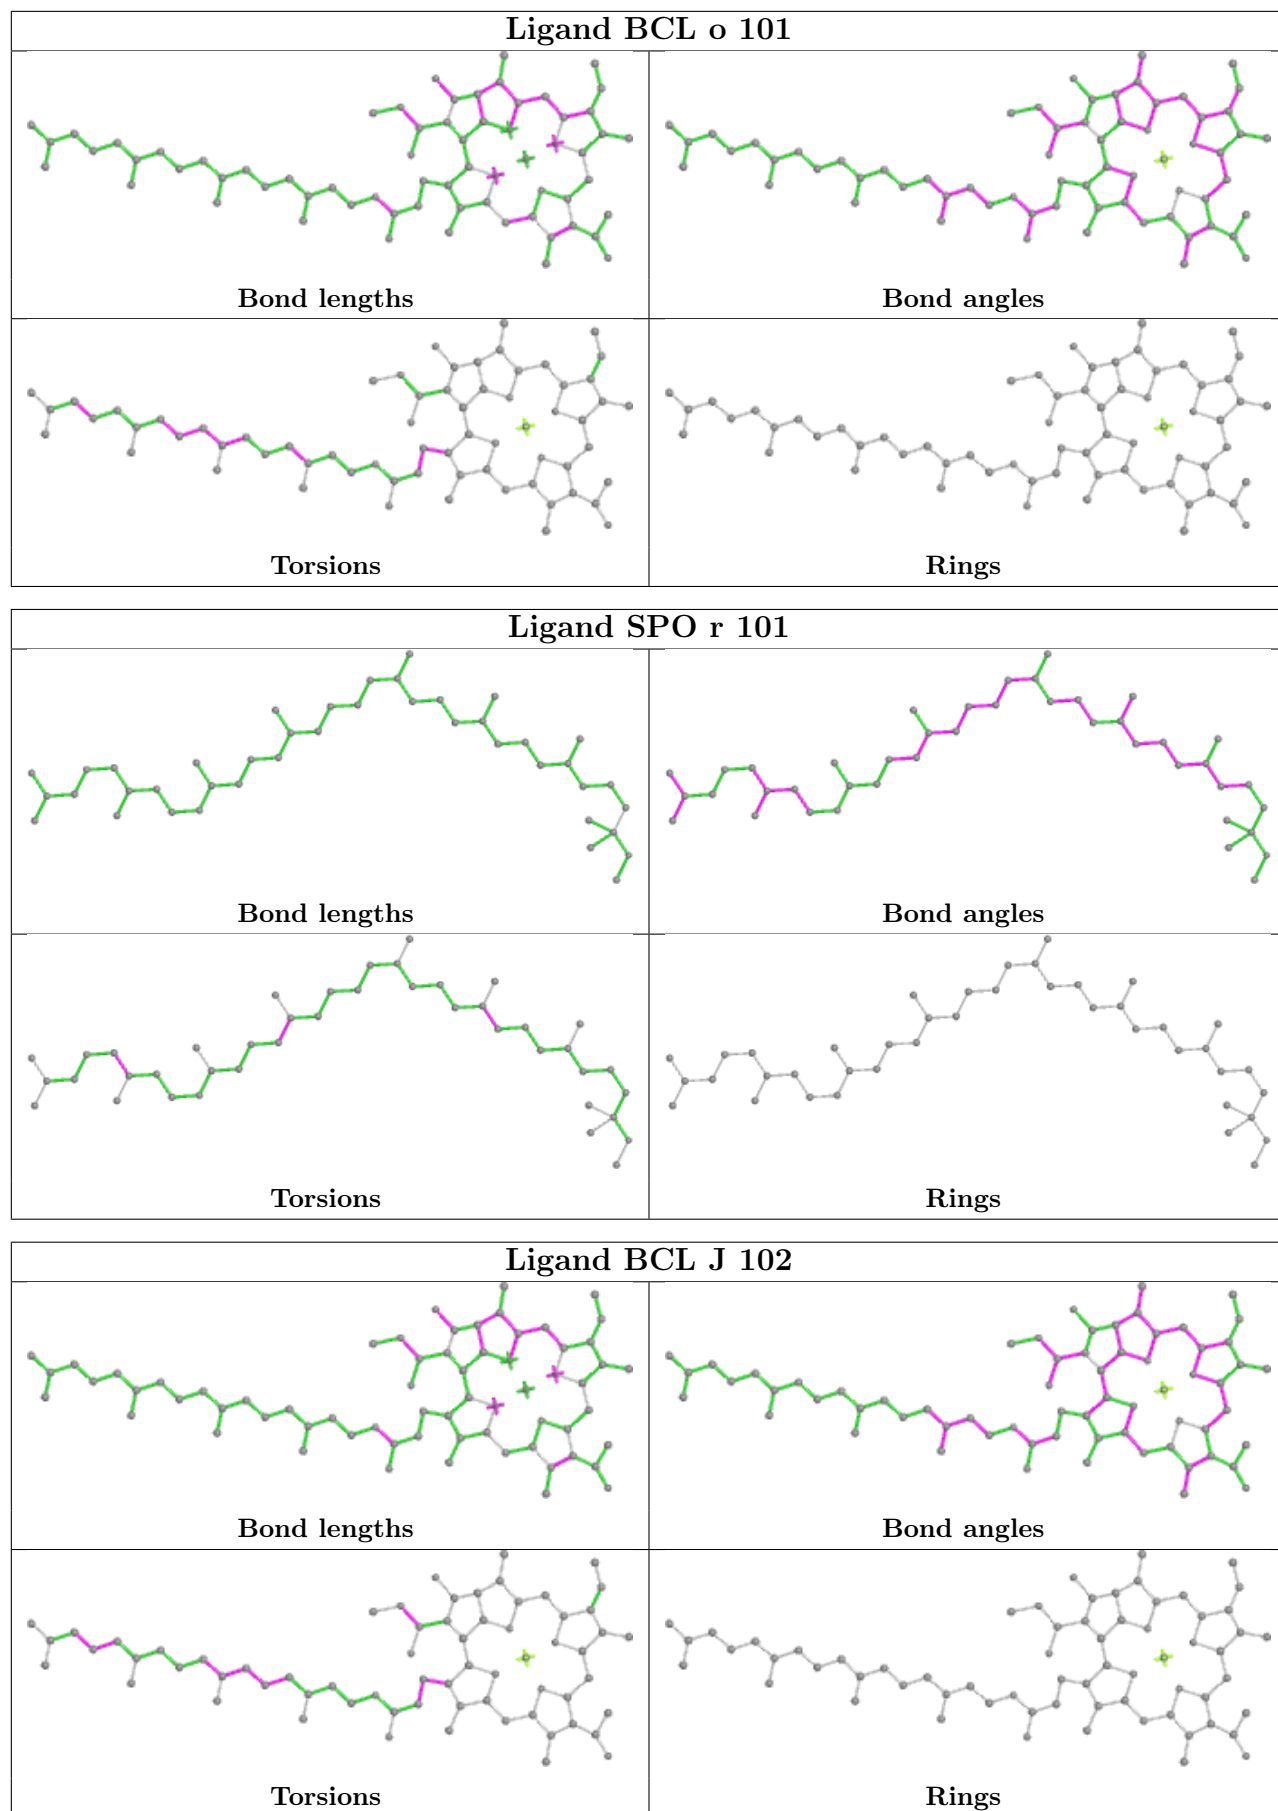 Ligand BCL o 101
Bond lengths
Bond angles
Torsions
Rings
Ligand SPO r 101
Bond lengths
Bond angles
Torsions
Rings
Ligand BCL J 102
Bond lengths
Bond angles
Torsions
Rings